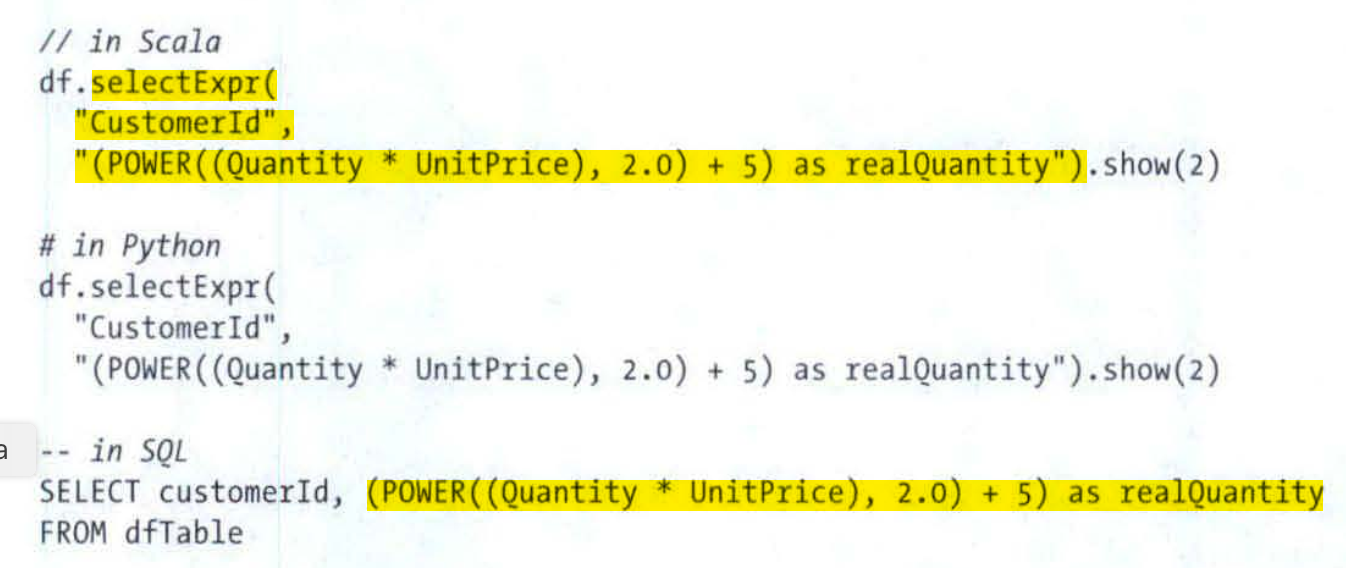 // in Scala
df.selectExpr(
"CustomerId",
"(POWER((Quantity * UnitPrice), 2.0) + 5) as realQuantity").show(2)
# in Python
df.selectExpr(
"CustomerId",
"(POWER((Quantity * UnitPrice), 2.0) + 5) as realQuantity").show(2)
a
-- in SQL
SELECT customerId, (POWER((Quantity * UnitPrice), 2.0) + 5) as realQuantity
FROM dfTable